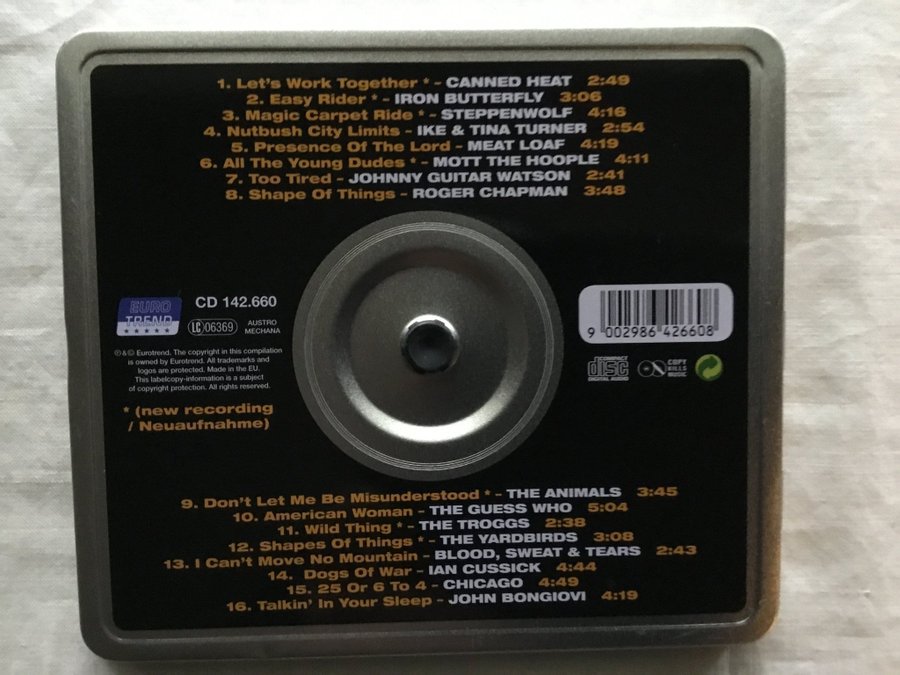 1. Let's Work Together * - CANNED HEAT 2:49
2. Easy Rider * - IRON BUTTERFLY 3:06
3. Magic Carpet Ride * - STEPPENWOLF 4:16
4. Nutbush City Limits - IKE & TINA TURNER 2:54
5. Presence Of The Lord - MEAT LOAF 4:19
6. All The Young Dudes * - MOTT THE HOOPLE 4:11
7. Too Tired - JOHNNY GUITAR WATSON 2:41
8. Shape Of Things - ROGER CHAPMAN 3:48
EURO
TREND
CD 142.660
LC 06369
AUSTRO
MECHANA
℗ & © Eurotrend. The copyright in this compilation
is owned by Eurotrend. All trademarks and
logos are protected. Made in the EU.
This labelcopy-information is a subject
of copyright protection. All rights reserved.
* (new recording
/ Neuaufnahme)
9 002986 426608
COMPACT
disc
DIGITAL AUDIO
COPY
KILLS
MUSIC
9. Don't Let Me Be Misunderstood * - THE ANIMALS 3:45
10. American Woman - THE GUESS WHO 5:04
11. Wild Thing * - THE TROGGS 2:38
12. Shapes Of Things * - THE YARDBIRDS 3:08
13. I Can't Move No Mountain - BLOOD, SWEAT & TEARS 2:43
14. Dogs Of War - IAN CUSSICK 4:44
15. 25 Or 6 To 4 - CHICAGO 4:49
16. Talkin' In Your Sleep - JOHN BONGIOVI 4:19